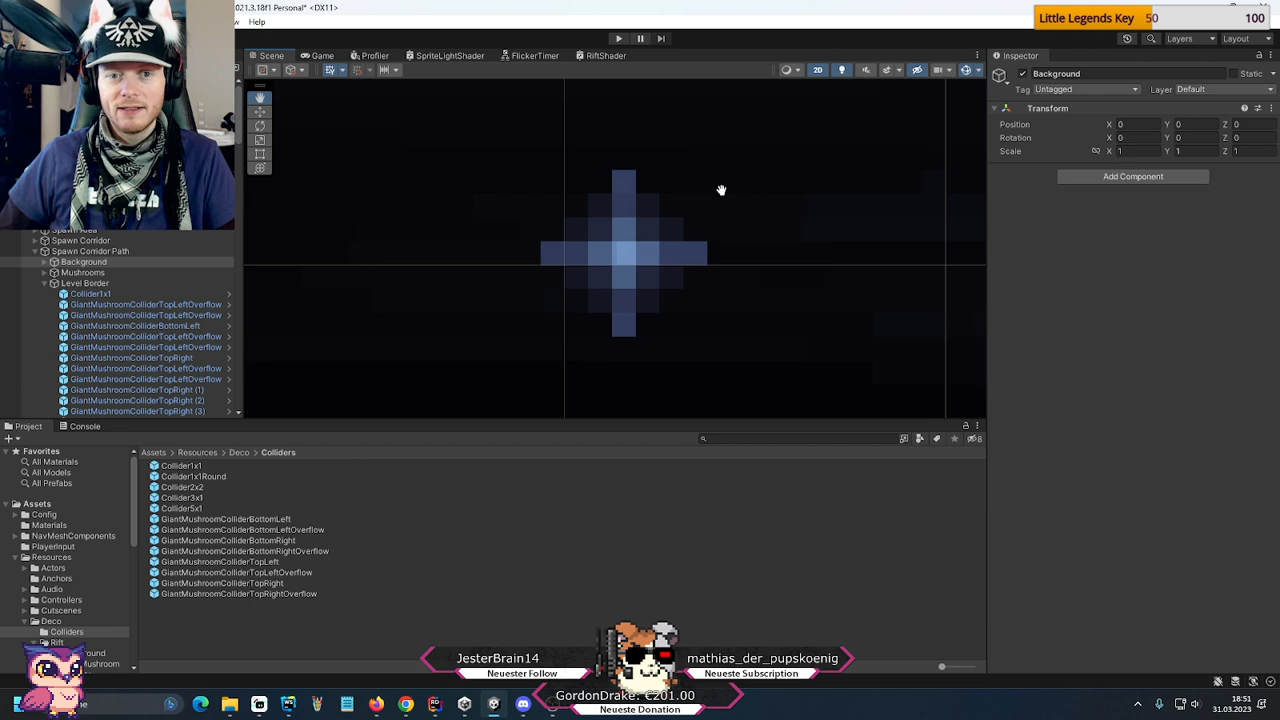 021.3.18f1 Personal* <DX11>
Help
Little Legends Key 50 100
Layers
Layout
Scene
Game
Profiler
SpriteLightShader
FlickerTimer
RiftShader
2D
Inspector
Background
Static
Tag Untagged
Layer Default
Transform
Position X 0 Y 0 Z 0
Rotation X 0 Y 0 Z 0
Scale X 1 Y 1 Z 1
Add Component
Spawn Area
Spawn Corridor
Spawn Corridor Path
Background
Mushrooms
Level Border
Collider1x1
GiantMushroomColliderTopLeftOverflow
GiantMushroomColliderTopLeftOverflow
GiantMushroomColliderBottomLeft
GiantMushroomColliderTopLeftOverflow
GiantMushroomColliderTopLeftOverflow
GiantMushroomColliderTopRight
GiantMushroomColliderTopLeftOverflow
GiantMushroomColliderTopLeftOverflow
GiantMushroomColliderTopRight (1)
GiantMushroomColliderTopRight (2)
GiantMushroomColliderTopRight (3)
Project
Console
8
Favorites
All Materials
All Models
All Prefabs
Assets
Config
Materials
NavMeshComponents
PlayerInput
Resources
Actors
Anchors
Audio
Controllers
Cutscenes
Deco
Colliders
Rift
Assets > Resources > Deco > Colliders
Collider1x1
Collider1x1Round
Collider2x2
Collider3x1
Collider5x1
GiantMushroomColliderBottomLeft
GiantMushroomColliderBottomLeftOverflow
GiantMushroomColliderBottomRight
GiantMushroomColliderBottomRightOverflow
GiantMushroomColliderTopLeft
GiantMushroomColliderTopLeftOverflow
GiantMushroomColliderTopRight
GiantMushroomColliderTopRightOverflow
JesterBrain14
Neuester Follow
mathias_der_pupskoenig
Neueste Subscription
GordonDrake: €201.00
Neueste Donation
18:51
31.03.2023